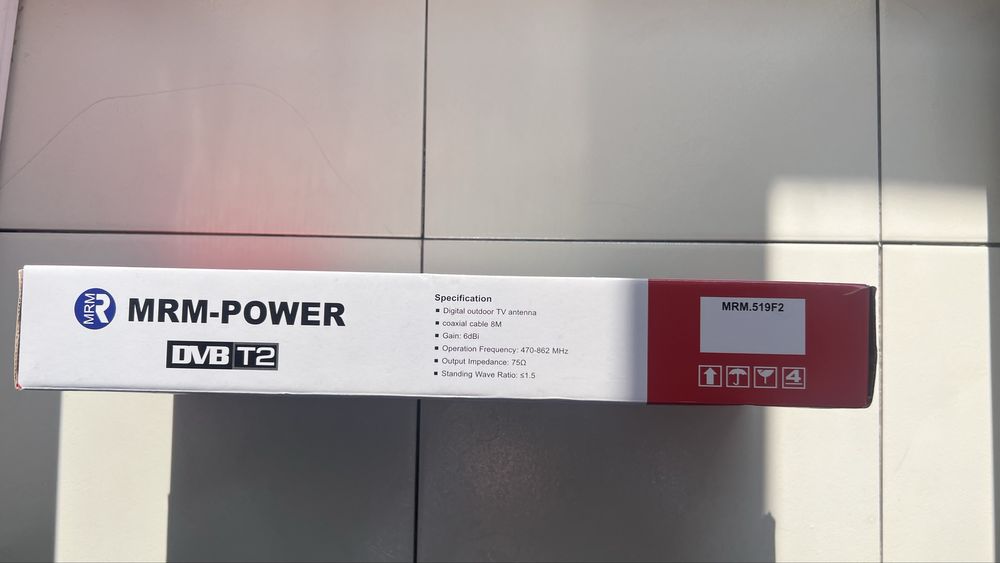 MRM
R
MRM-POWER
DVB T2
Specification
▪ Digital outdoor TV antenna
▪ coaxial cable 8M
▪ Gain: 6dBi
▪ Operation Frequency: 470-862 MHz
▪ Output Impedance: 75Ω
▪ Standing Wave Ratio: ≤1.5
MRM.519F2
4